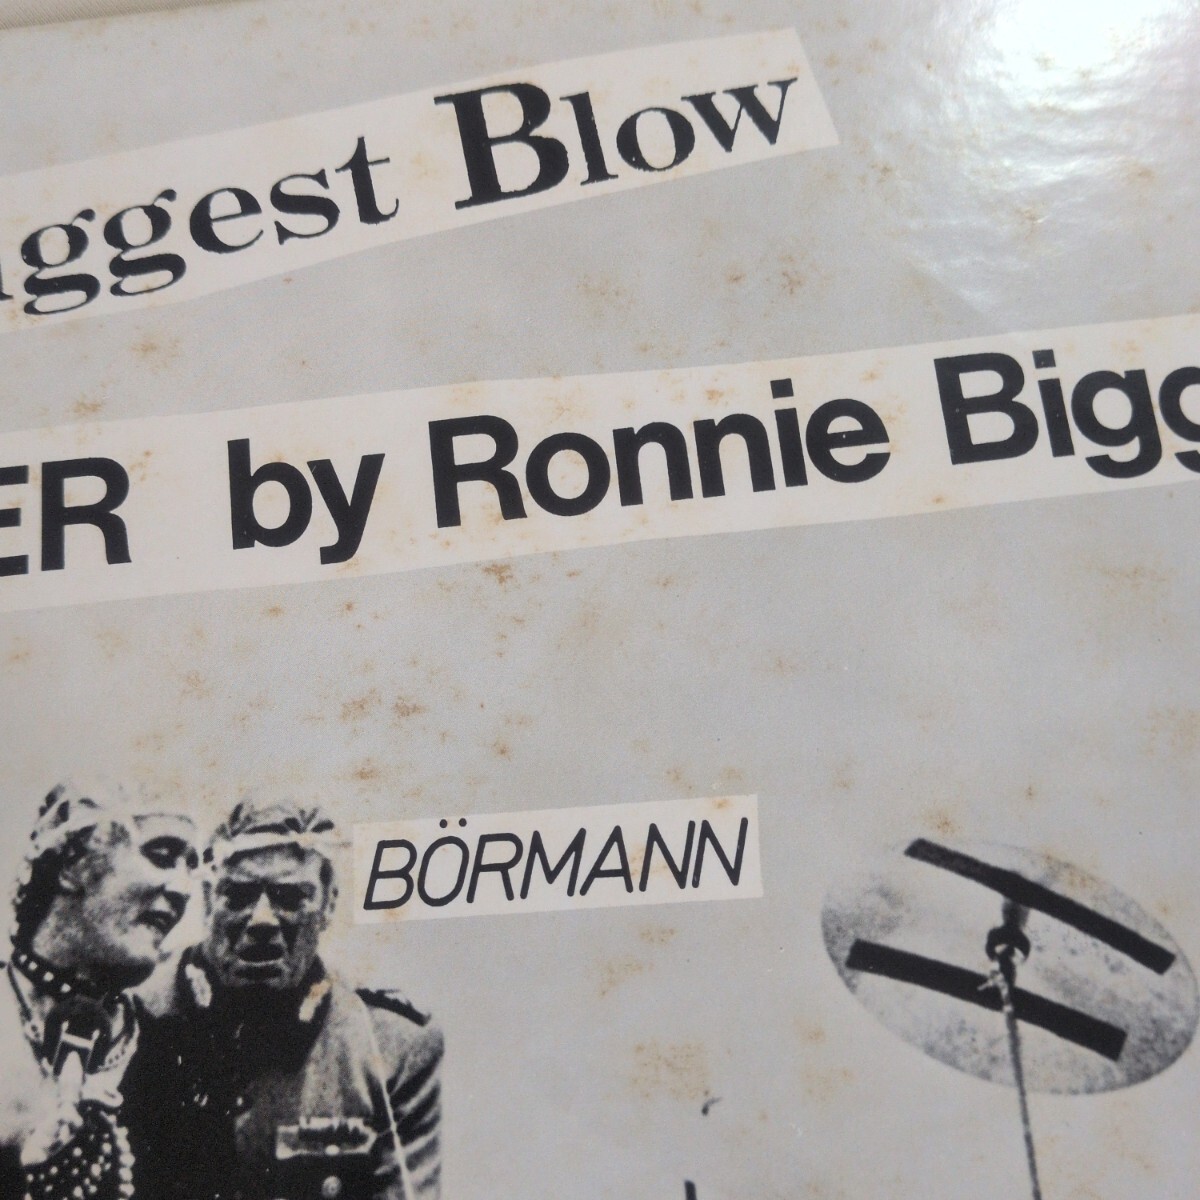 iggest Blow
ER by Ronnie Bigg
BÖRMANN